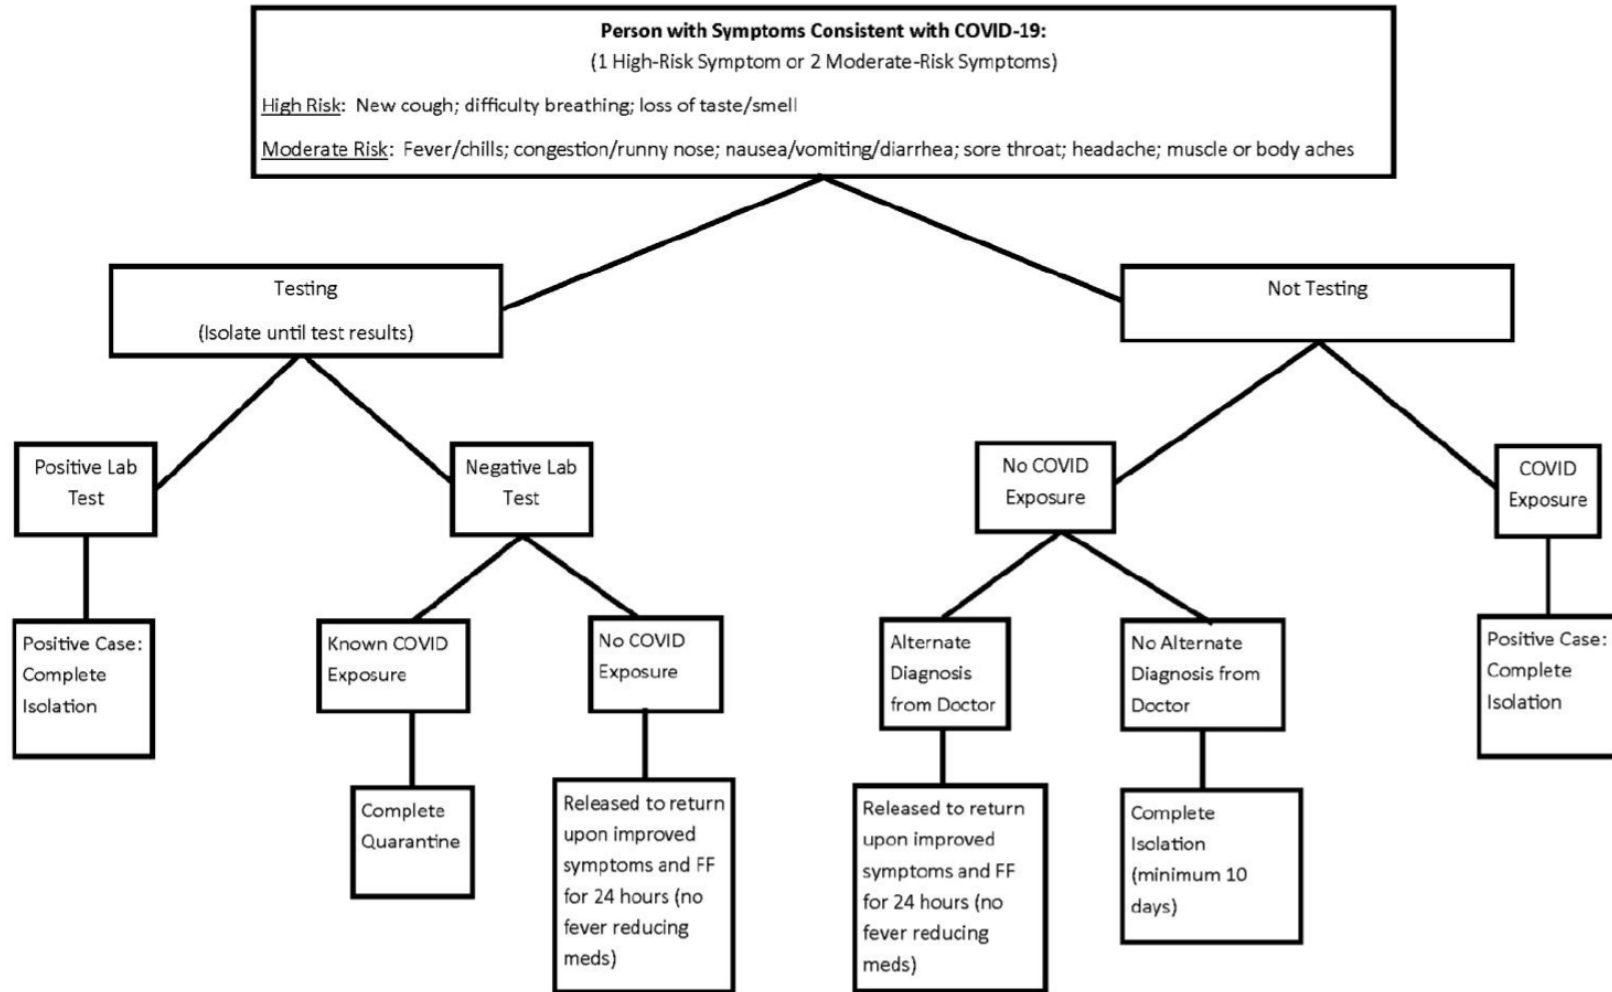 Person with Symptoms Consistent with COVID-19:
(1 High-Risk Symptom or 2 Moderate-Risk Symptoms)
High Risk: New cough; difficulty breathing; loss of taste/smell
Moderate Risk: Fever/chills; congestion/runny nose; nausea/vomiting/diarrhea; sore throat; headache; muscle or body aches
Testing
(Isolate until test results)
Not Testing
Positive Lab
Test
Negative Lab
Test
No COVID
Exposure
COVID
Exposure
Positive Case:
Complete
Isolation
Known COVID
Exposure
No COVID
Exposure
Alternate
Diagnosis
from Doctor
No Alternate
Diagnosis from
Doctor
Positive Case:
Complete
Isolation
Complete
Quarantine
Released to return
upon improved
symptoms and FF
for 24 hours (no
fever reducing
meds)
Released to return
upon improved
symptoms and FF
for 24 hours (no
fever reducing
meds)
Complete
Isolation
(minimum 10
days)